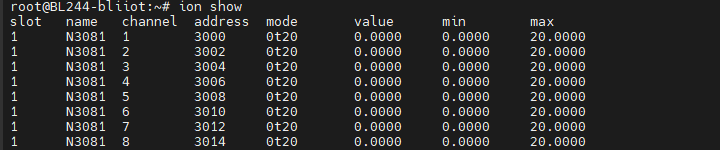 root@BL244-bliiot:~# ion show
slot name channel address mode value min max
1 N3081 1 3000 0t20 0.0000 0.0000 20.0000
1 N3081 2 3002 0t20 0.0000 0.0000 20.0000
1 N3081 3 3004 0t20 0.0000 0.0000 20.0000
1 N3081 4 3006 0t20 0.0000 0.0000 20.0000
1 N3081 5 3008 0t20 0.0000 0.0000 20.0000
1 N3081 6 3010 0t20 0.0000 0.0000 20.0000
1 N3081 7 3012 0t20 0.0000 0.0000 20.0000
1 N3081 8 3014 0t20 0.0000 0.0000 20.0000